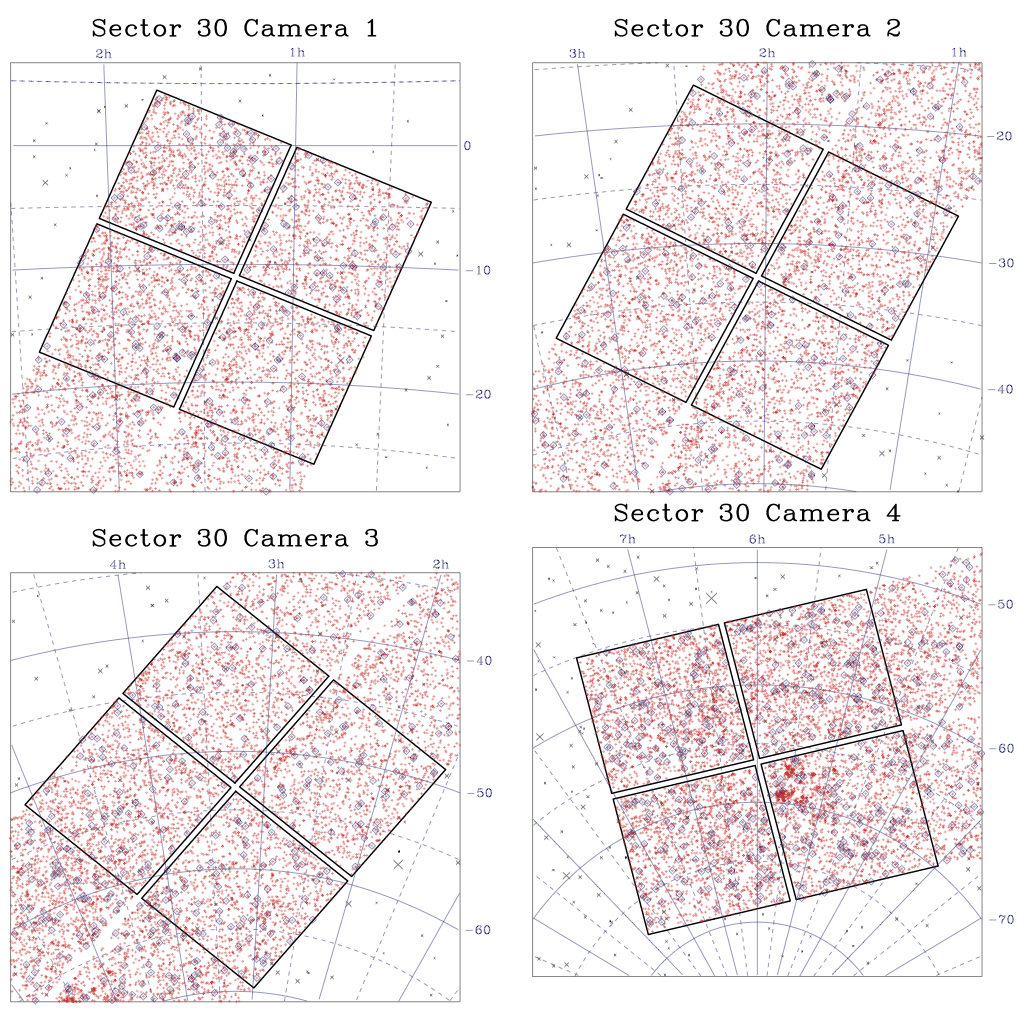 Sector 30 Camera 1
2h 1h
0
-10
-20
Sector 30 Camera 2
3h 2h 1h
-20
-30
-40
Sector 30 Camera 3
4h 3h 2h
-40
-50
-60
Sector 30 Camera 4
7h 6h 5h
-50
-60
-70